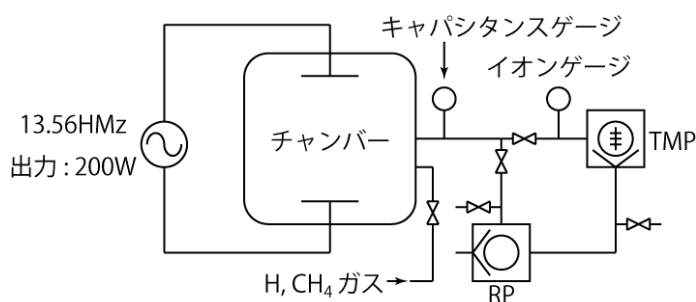 キャパシタンスゲージ
イオンゲージ
13.56HMz
出力 : 200W
チャンバー
TMP
H, CH₄ ガス
RP